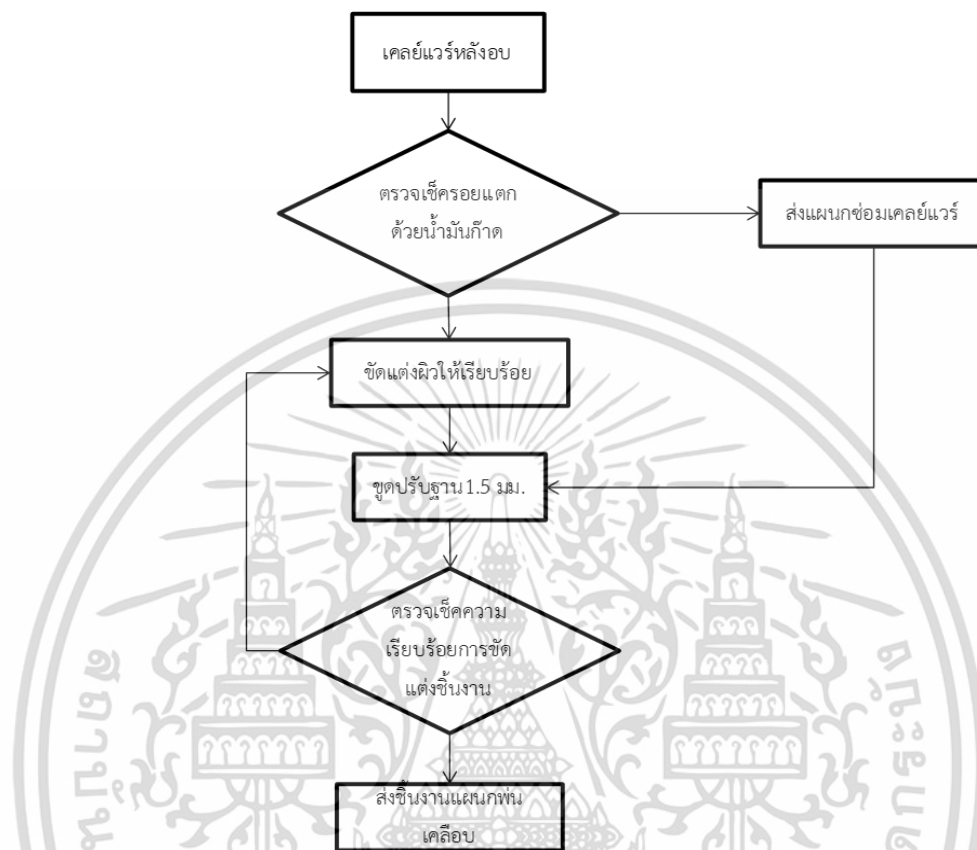 เคลย์แวร์หลังอบ
ตรวจเช็ครอยแตก
ด้วยน้ำมันก๊าด
ส่งแผนกซ่อมเคลย์แวร์
ขัดแต่งผิวให้เรียบร้อย
ขูดปรับฐาน 1.5 มม.
ตรวจเช็คความ
เรียบร้อยการขัด
แต่งชิ้นงาน
ส่งชิ้นงานแผนกพ่น
เคลือบ